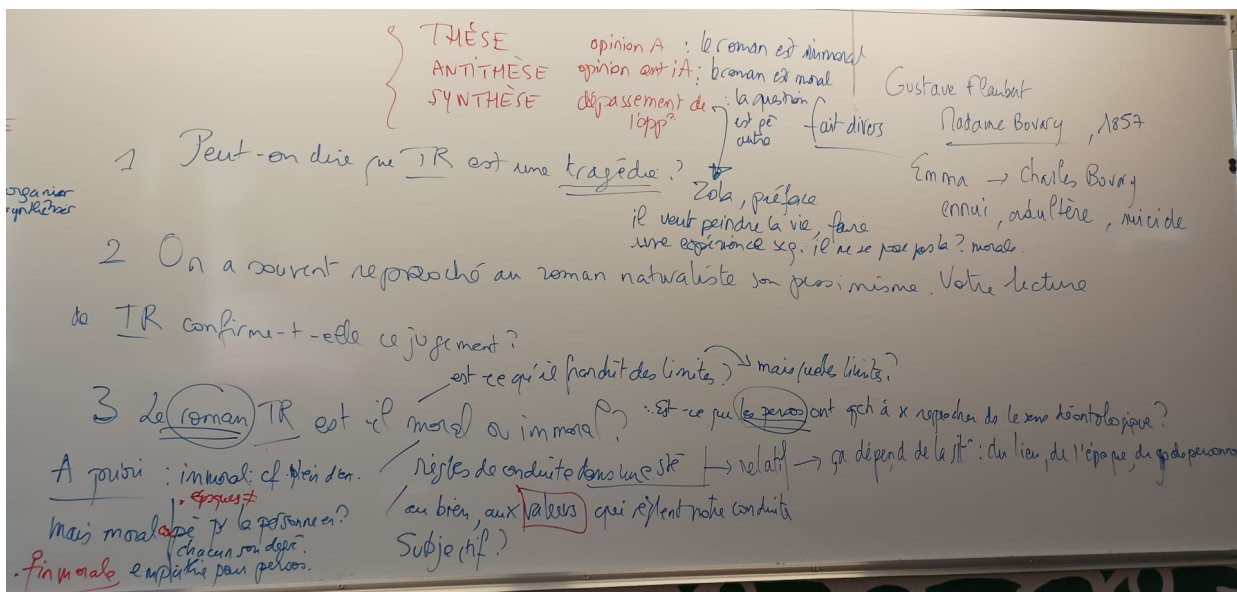 THÈSE opinion A : le roman est immoral
ANTITHÈSE opinion antiA : le roman est moral
SYNTHÈSE dépassement de l'opp° : la question est pê autre
fait divers
Gustave Flaubert
Madame Bovary, 1857
Emma → Charles Bovary
ennui, adultère, suicide
organiser
synthétiser
1 Peut-on dire que TR est une tragédie ?
Zola, préface
il veut peindre la vie, faire
une expérience il ne se pose pas la ? morale
2 On a souvent reproché au roman naturaliste son pessimisme. Votre lecture
de TR confirme-t-elle ce jugement ?
est-ce qu'il franchit des limites ? → mais quelles limites ?
3 Le roman TR est-il moral ou immoral ?
Est-ce que les persos ont qch à se reprocher ds le sens déontologique ?
règles de conduite dans une sté → relatif → ça dépend de la sit° : du lieu, de l'époque, du gp de personnes
au bien, aux valeurs qui règlent notre conduite
Subjectif ?
A priori : immoral : cf plein d'ex.
. époques ≠
Mais moral pê pr la personne en ?
chacun son degré.
. fin morale empathie pour persos.